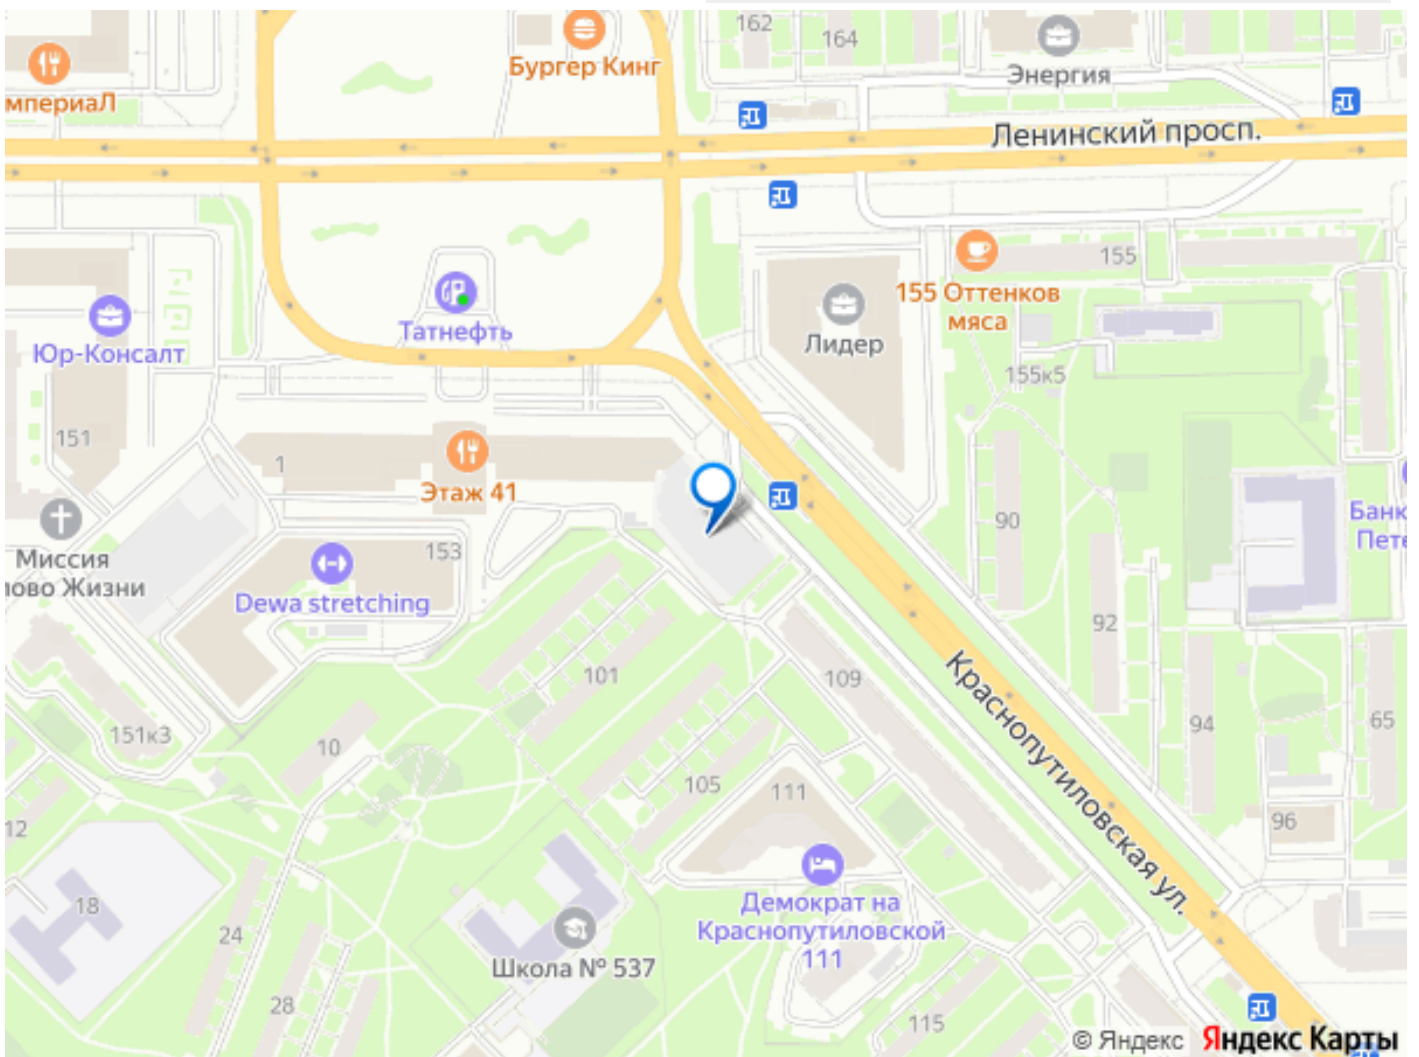 162
164
Энергия
Бургер Кинг
мпериаЛ
Ленинский просп.
155
155 Оттенков
мяса
Татнефть
Лидер
Юр-Консалт
155к5
151
1
Этаж 41
90
Банк
Пете
Миссия
лово Жизни
153
Dewa stretching
92
101
109
Краснопутиловская ул.
65
94
151к3
10
105
111
96
12
18
24
Демократ на
Краснопутиловской
111
Школа № 537
28
115
© Яндекс Яндекс Карты